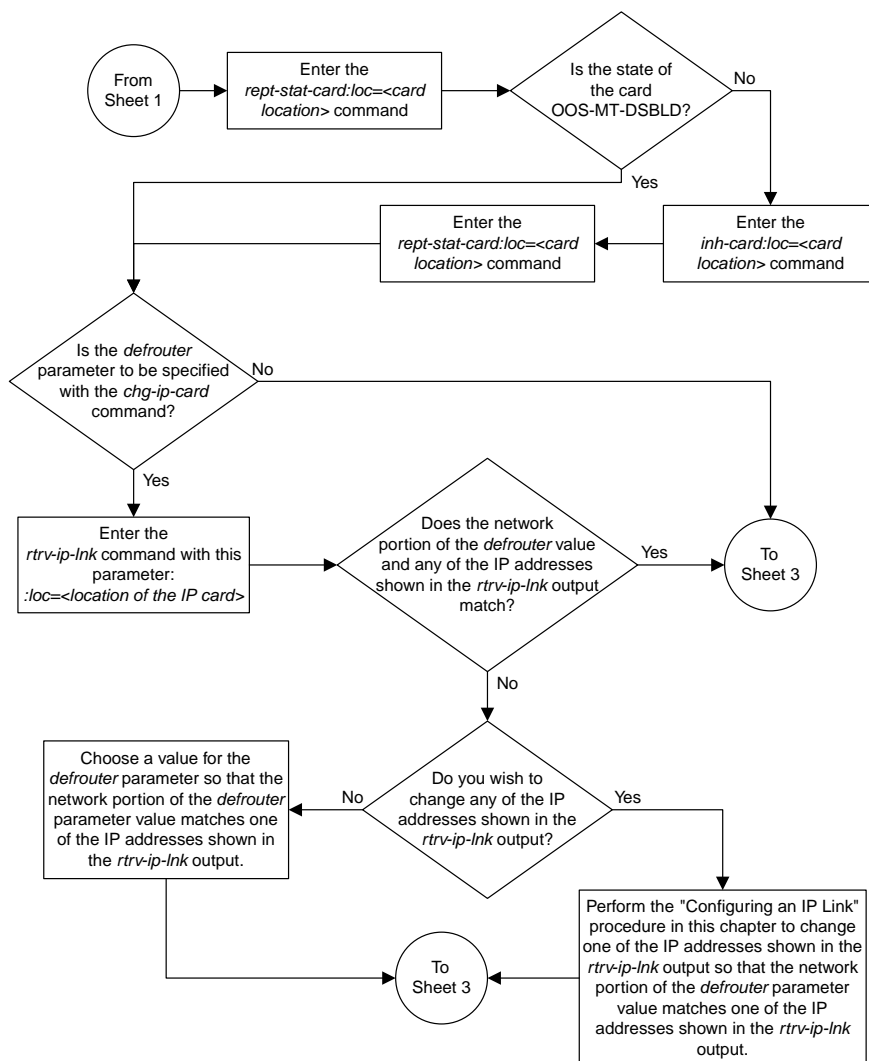 From
Sheet 1
Enter the
rept-stat-card:loc=<card
location> command
Is the state of
the card
OOS-MT-DSBLD?
No
Yes
Enter the
rept-stat-card:loc=<card
location> command
Enter the
inh-card:loc=<card
location> command
Is the defrouter
parameter to be specified
with the chg-ip-card
command?
No
Yes
Enter the
rtrv-ip-lnk command with this
parameter:
:loc=<location of the IP card>
Does the network
portion of the defrouter value
and any of the IP addresses
shown in the rtrv-ip-lnk output
match?
Yes
To
Sheet 3
No
Choose a value for the
defrouter parameter so that the
network portion of the defrouter
parameter value matches one
of the IP addresses shown in
the rtrv-ip-lnk output.
No
Do you wish to
change any of the IP
addresses shown in the
rtrv-ip-lnk output?
Yes
To
Sheet 3
Perform the "Configuring an IP Link"
procedure in this chapter to change
one of the IP addresses shown in the
rtrv-ip-lnk output so that the network
portion of the defrouter parameter
value matches one of the IP
addresses shown in the rtrv-ip-lnk
output.